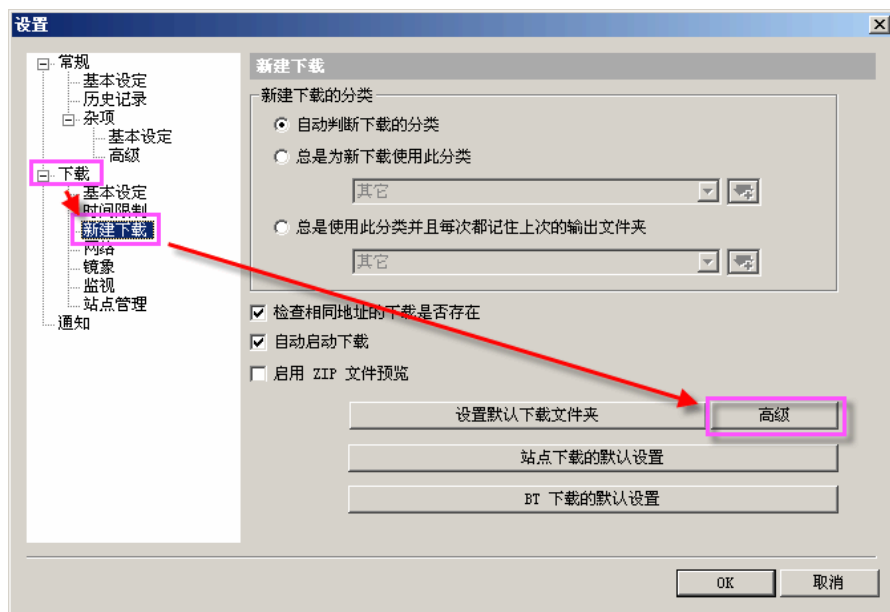 设置
常规
基本设定
历史记录
杂项
基本设定
高级
下载
基本设定
时间限制
新建下载
网络
镜象
监视
站点管理
通知
新建下载
新建下载的分类
自动判断下载的分类
总是为新下载使用此分类
其它
总是使用此分类并且每次都记住上次的输出文件夹
其它
检查相同地址的下载是否存在
自动启动下载
启用 ZIP 文件预览
设置默认下载文件夹
高级
站点下载的默认设置
BT 下载的默认设置
OK
取消